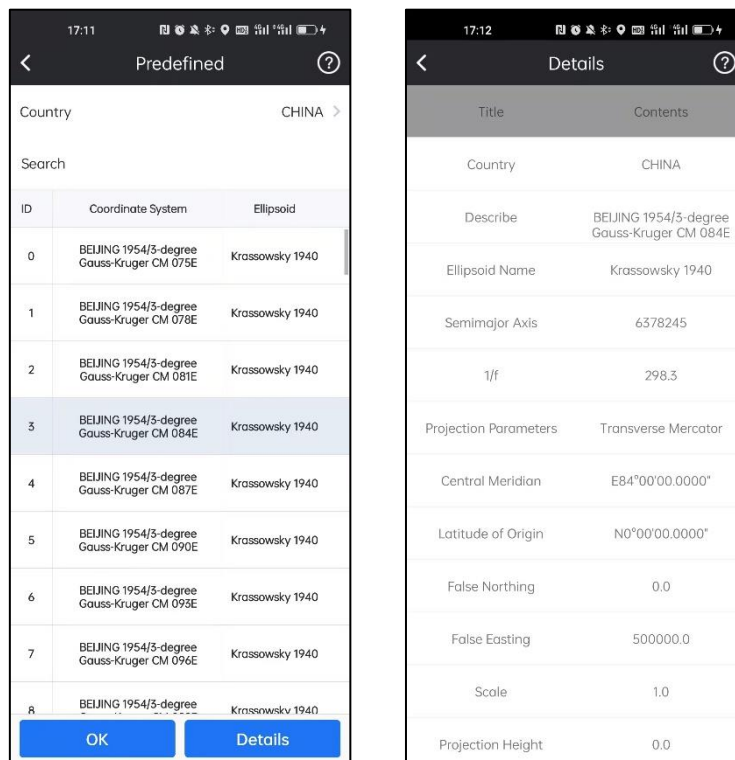 17:11
Predefined
?
Country CHINA >
Search
ID Coordinate System Ellipsoid
0 BEIJING 1954/3-degree Gauss-Kruger CM 075E Krassowsky 1940
1 BEIJING 1954/3-degree Gauss-Kruger CM 078E Krassowsky 1940
2 BEIJING 1954/3-degree Gauss-Kruger CM 081E Krassowsky 1940
3 BEIJING 1954/3-degree Gauss-Kruger CM 084E Krassowsky 1940
4 BEIJING 1954/3-degree Gauss-Kruger CM 087E Krassowsky 1940
5 BEIJING 1954/3-degree Gauss-Kruger CM 090E Krassowsky 1940
6 BEIJING 1954/3-degree Gauss-Kruger CM 093E Krassowsky 1940
7 BEIJING 1954/3-degree Gauss-Kruger CM 096E Krassowsky 1940
8 BEIJING 1954/3-degree Krassowsky 1940
OK Details
17:12
Details
?
Title Contents
Country CHINA
Describe BEIJING 1954/3-degree Gauss-Kruger CM 084E
Ellipsoid Name Krassowsky 1940
Semimajor Axis 6378245
1/f 298.3
Projection Parameters Transverse Mercator
Central Meridian E84°00'00.0000"
Latitude of Origin N0°00'00.0000"
False Northing 0.0
False Easting 500000.0
Scale 1.0
Projection Height 0.0